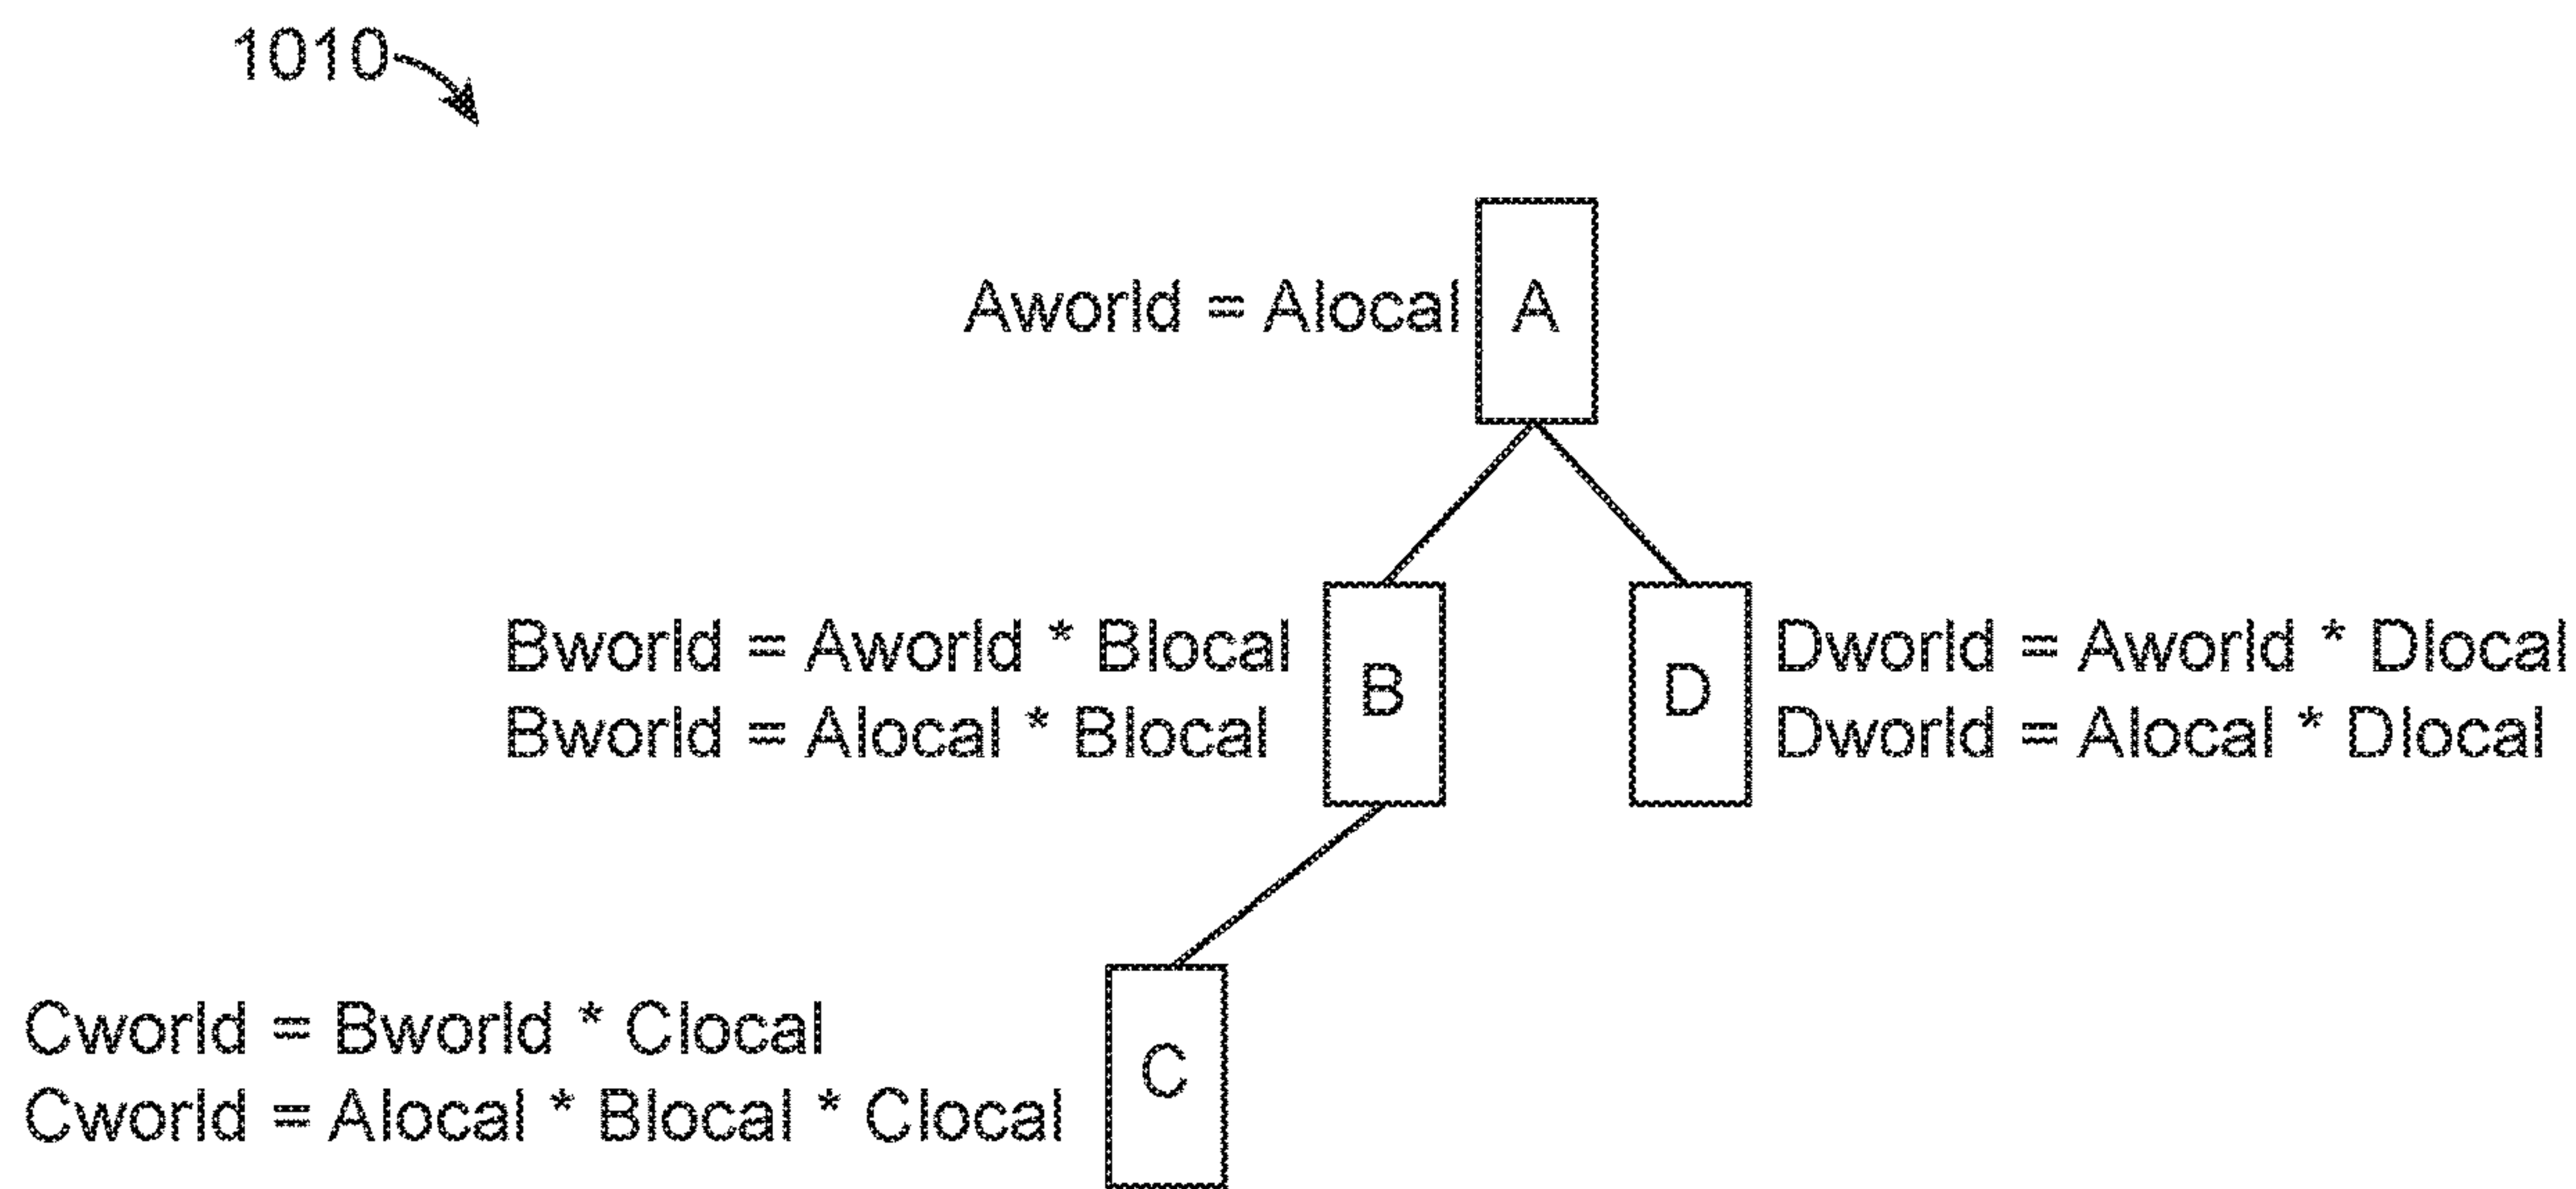 1010
Aworld = Alocal
A
Bworld = Aworld * Blocal
Bworld = Alocal * Blocal
B
D
Dworld = Aworld * Dlocal
Dworld = Alocal * Dlocal
Cworld = Bworld * Clocal
Cworld = Alocal * Blocal * Clocal
C